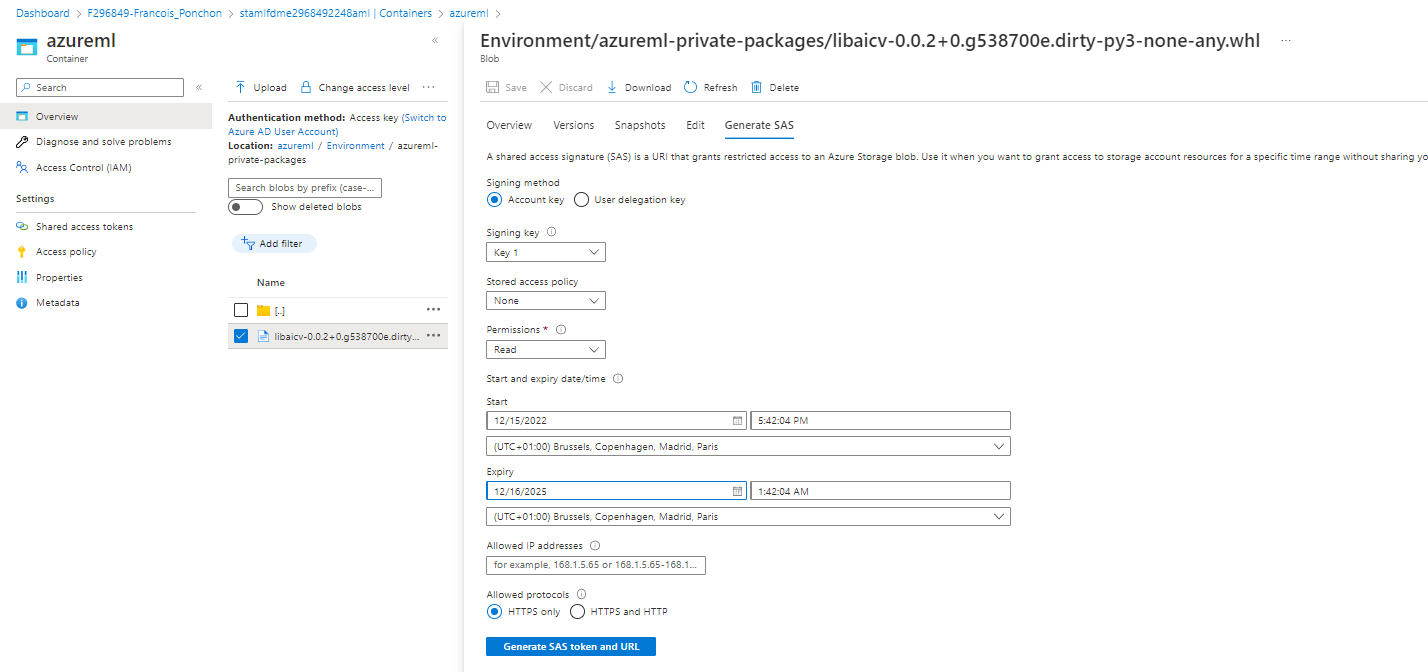 Dashboard > F296849-Francois_Ponchon > stamlfdme2968492248aml | Containers > azureml >
azureml
Container
«
Search
«
Overview
Diagnose and solve problems
Access Control (IAM)
Settings
Shared access tokens
Access policy
Properties
Metadata
Upload Change access level ...
Authentication method: Access key (Switch to
Azure AD User Account)
Location: azureml / Environment / azureml-
private-packages
Search blobs by prefix (case-...
Show deleted blobs
Add filter
Name
[..] ...
libaicv-0.0.2+0.g538700e.dirty... ...
Environment/azureml-private-packages/libaicv-0.0.2+0.g538700e.dirty-py3-none-any.whl ...
Blob
Save Discard Download Refresh Delete
Overview Versions Snapshots Edit Generate SAS
A shared access signature (SAS) is a URI that grants restricted access to an Azure Storage blob. Use it when you want to grant access to storage account resources for a specific time range without sharing yo
Signing method
Account key User delegation key
Signing key
Key 1
Stored access policy
None
Permissions *
Read
Start and expiry date/time
Start
12/15/2022 5:42:04 PM
(UTC+01:00) Brussels, Copenhagen, Madrid, Paris
Expiry
12/16/2025 1:42:04 AM
(UTC+01:00) Brussels, Copenhagen, Madrid, Paris
Allowed IP addresses
for example, 168.1.5.65 or 168.1.5.65-168.1...
Allowed protocols
HTTPS only HTTPS and HTTP
Generate SAS token and URL